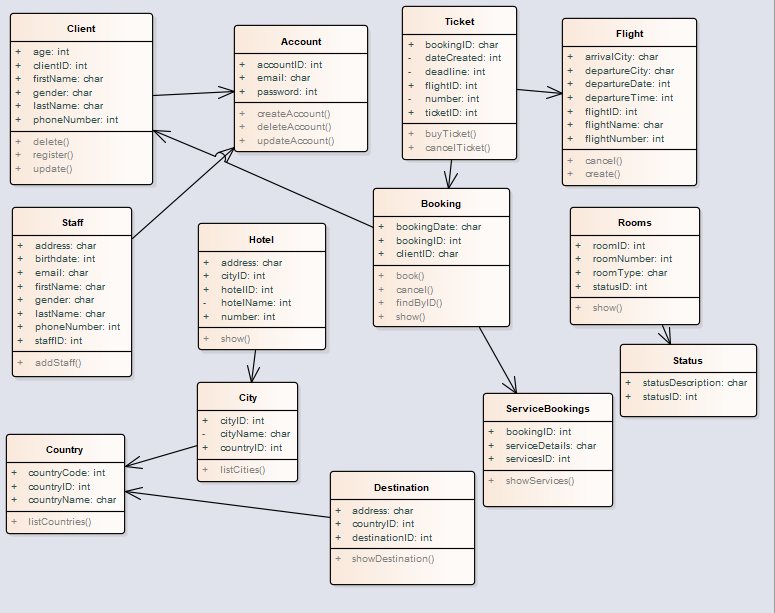 Client
+ age: int
+ clientID: int
+ firstName: char
+ gender: char
+ lastName: char
+ phoneNumber: int
+ delete()
+ register()
+ update()
Account
+ accountID: int
+ email: char
+ password: int
+ createAccount()
+ deleteAccount()
+ updateAccount()
Ticket
+ bookingID: char
- dateCreated: int
- deadline: int
+ flightID: int
- number: int
+ ticketID: int
+ buyTicket()
+ cancelTicket()
Flight
+ arrivalCity: char
+ departureCity: char
+ departureDate: int
+ departureTime: int
+ flightID: int
+ flightName: char
+ flightNumber: int
+ cancel()
+ create()
Staff
+ address: char
+ birthdate: int
+ email: char
+ firstName: char
+ gender: char
+ lastName: char
+ phoneNumber: int
+ staffID: int
+ addStaff()
Hotel
+ address: char
+ cityID: int
+ hotelID: int
- hotelName: int
+ number: int
+ show()
Booking
+ bookingDate: char
+ bookingID: int
+ clientID: char
+ book()
+ cancel()
+ findByID()
+ show()
Rooms
+ roomID: int
+ roomNumber: int
+ roomType: char
+ statusID: int
+ show()
Status
+ statusDescription: char
+ statusID: int
City
+ cityID: int
- cityName: char
+ countryID: int
+ listCities()
ServiceBookings
+ bookingID: int
+ serviceDetails: char
+ servicesID: int
+ showServices()
Country
+ countryCode: int
+ countryID: int
+ countryName: char
+ listCountries()
Destination
+ address: char
+ countryID: int
+ destinationID: int
+ showDestination()